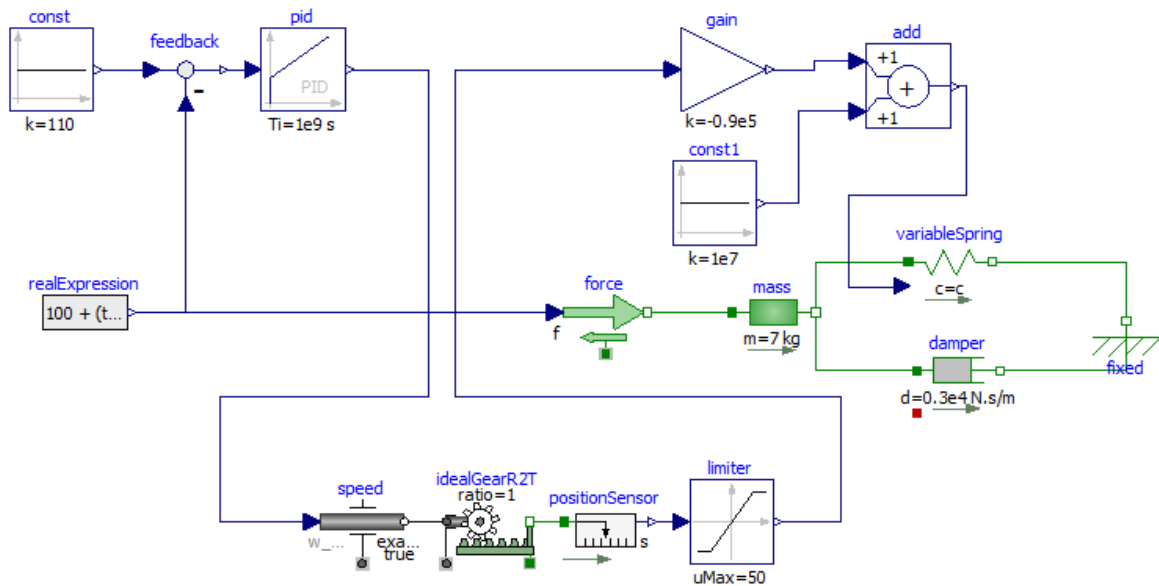 const
pid
gain
add
feedback
+1
PID
-
+
+1
k=110
Ti=1e9 s
k=-0.9e5
const1
variableSpring
k=1e7
realExpression
force
mass
c=c
100 + (t...
f
m=7 kg
damper
fixed
d=0.3e4 N.s/m
idealGearR2T
limiter
speed
ratio=1
positionSensor
w_...
exa...
true
s
uMax=50